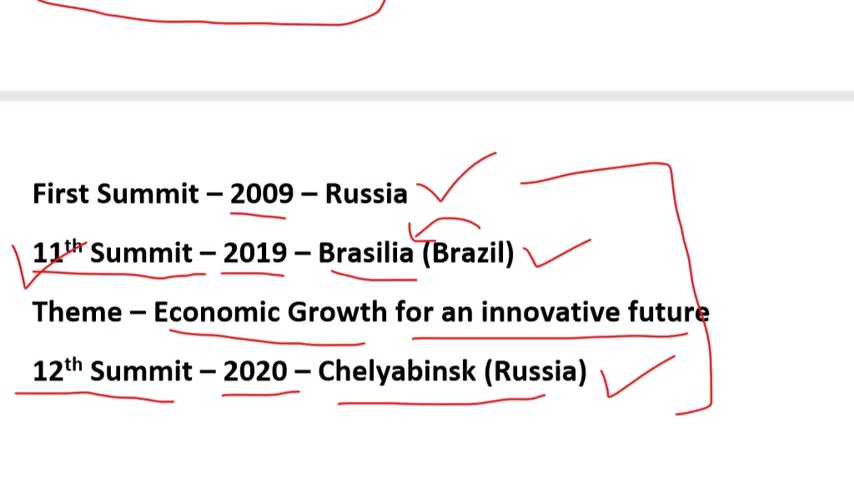 First Summit – 2009 – Russia
11th Summit – 2019 – Brasilia (Brazil)
Theme – Economic Growth for an innovative future
12th Summit – 2020 – Chelyabinsk (Russia)